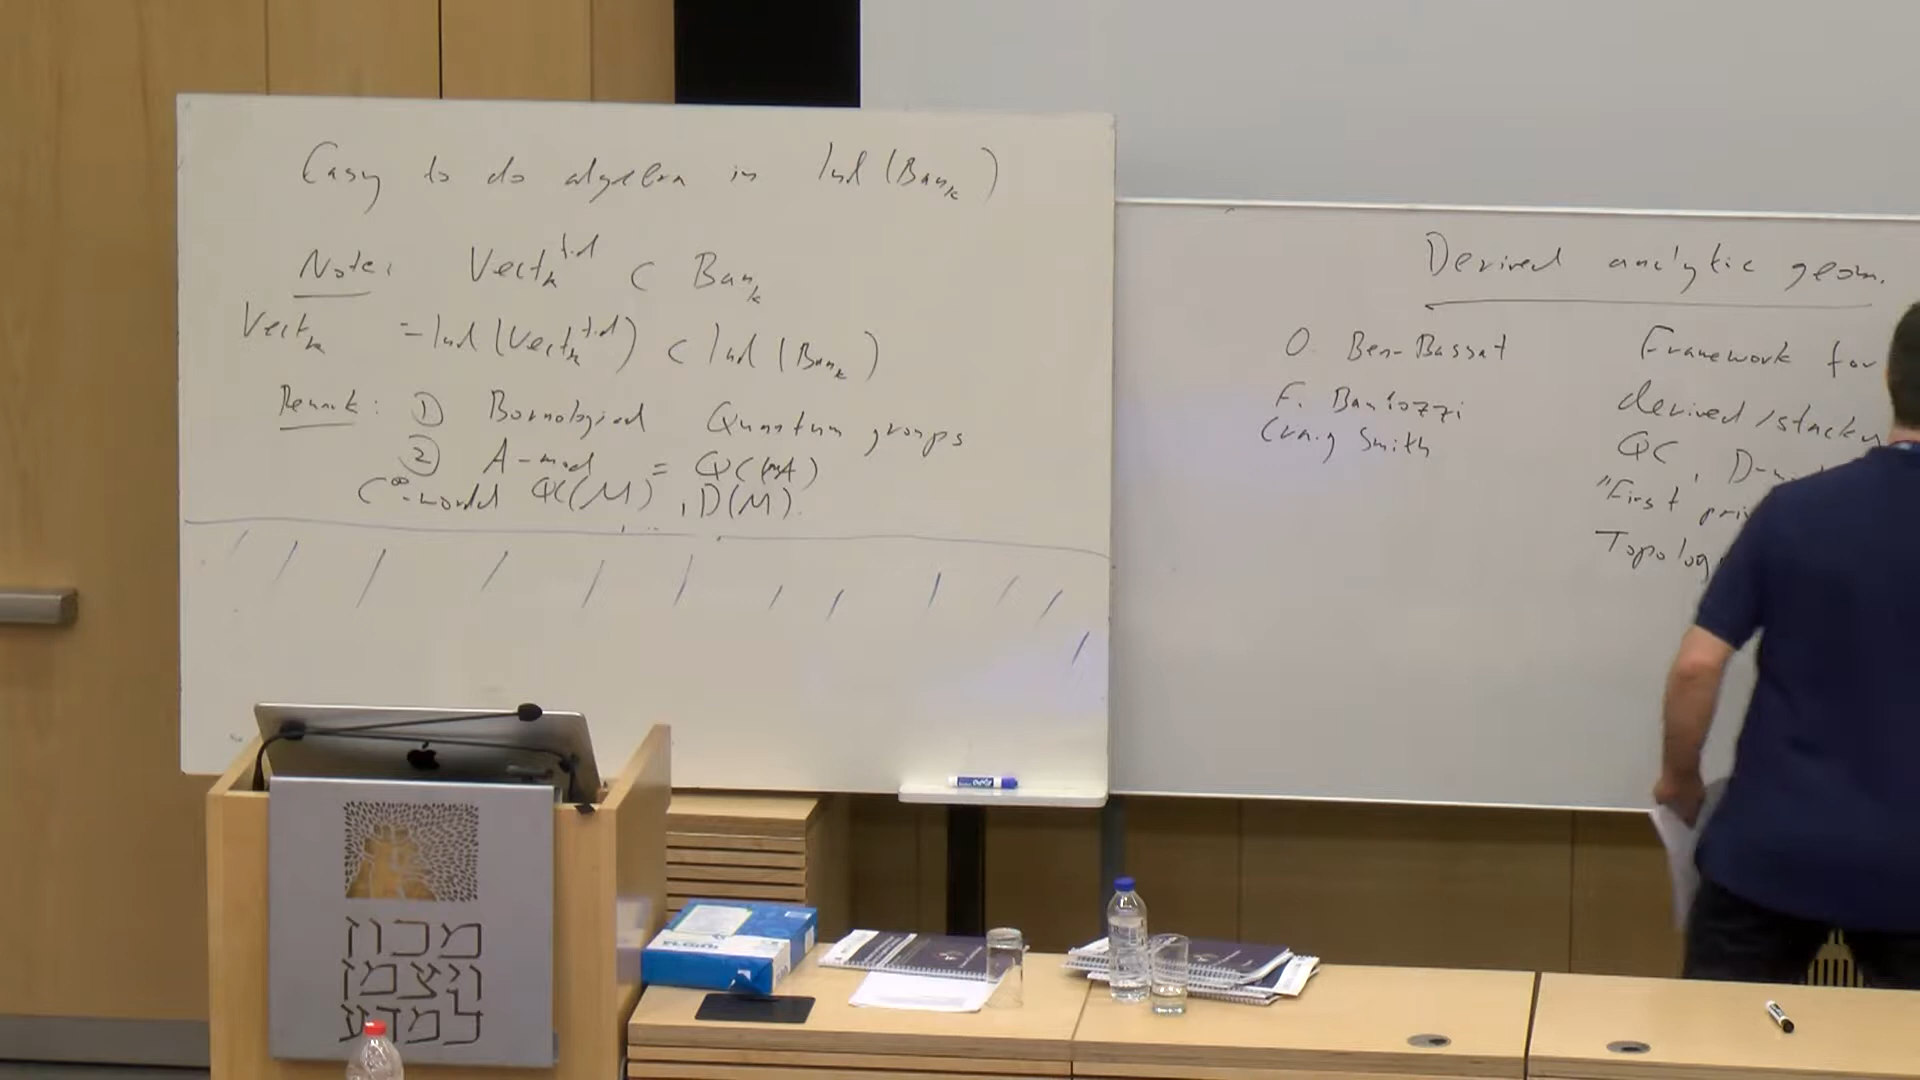 Easy to do algebra in Ind (Ban_k)
Note: Vect_k^{f.d} ⊂ Ban_k
Vect_k = Ind (Vect_k^{f.d}) ⊂ Ind (Ban_k)
Remark: ① Bornological Quantum groups
② A-mod = QC( A)
C^∞-world QC(M), D(M).
Derived analytic geom.
O. Ben-Bassat
F. Bambozzi
Craig Smith
Framework for
derived/stacky
QC, D-
"First
מכון
ויצמן
למדע